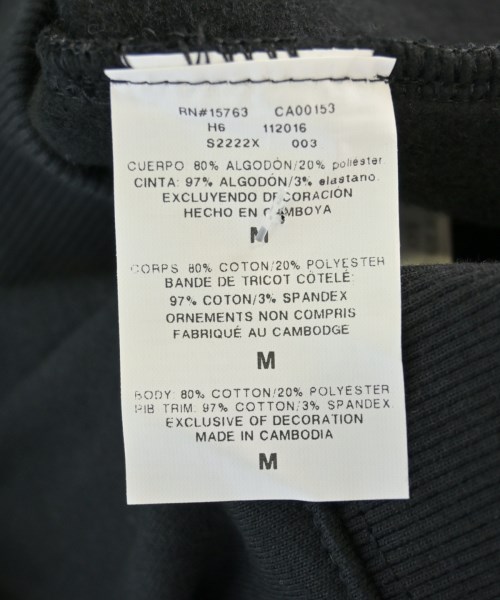 RN#15763 CA00153
H6 112016
S2222X 003
CUERPO 80% ALGODÓN/20% poliester
CINTA: 97% ALGODÓN/3% elastano.
EXCLUYENDO DECORACIÓN
HECHO EN CAMBOYA
M
CORPS 80% COTON/20% POLYESTER
BANDE DE TRICOT CÔTELÉ:
97% COTON/3% SPANDEX
ORNEMENTS NON COMPRIS
FABRIQUÉ AU CAMBODGE
M
BODY: 80% COTTON/20% POLYESTER
RIB TRIM: 97% COTTON/3% SPANDEX.
EXCLUSIVE OF DECORATION
MADE IN CAMBODIA
M